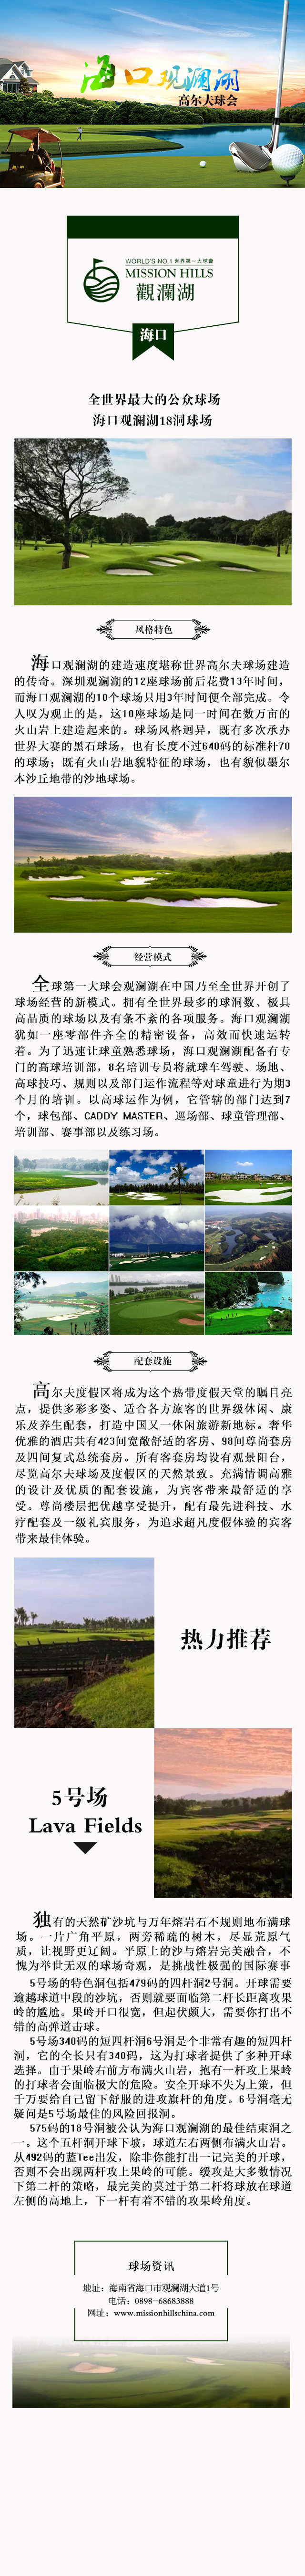 海口观澜湖
高尔夫球会
WORLD'S NO.1 世界第一大球會
MISSION HILLS
觀瀾湖
海口
全世界最大的公众球场
海口观澜湖18洞球场
风格特色
海口观澜湖的建造速度堪称世界高尔夫球场建造
的传奇。深圳观澜湖的12座球场前后花费13年时间，
而海口观澜湖的10个球场只用3年时间便全部完成。令
人叹为观止的是，这10座球场是同一时间在数万亩的
火山岩上建造起来的。球场风格迥异，既有多次承办
世界大赛的黑石球场，也有长度不过640码的标准杆70
的球场；既有火山岩地貌特征的球场，也有貌似墨尔
本沙丘地带的沙地球场。
经营模式
全球第一大球会观澜湖在中国乃至全世界开创了
球场经营的新模式。拥有全世界最多的球洞数、极具
高品质的球场以及有条不紊的各项服务。海口观澜湖
犹如一座零部件齐全的精密设备，高效而快速运转
着。为了迅速让球童熟悉球场，海口观澜湖配备有专
门的高球培训部，8名培训专员将就球车驾驶、场地、
高球技巧、规则以及部门运作流程等对球童进行为期3
个月的培训。以高球运作为例，它管辖的部门达到7
个，球包部、CADDY MASTER、巡场部、球童管理部、
培训部、赛事部以及练习场。
配套设施
高尔夫度假区将成为这个热带度假天堂的瞩目亮
点，提供多彩多姿、适合各方旅客的世界级休闲、康
乐及养生配套，打造中国又一休闲旅游新地标。奢华
优雅的酒店共有423间宽敞舒适的客房、98间尊尚套房
及四间复式总统套房。所有客套房均设有观景阳台，
尽览高尔夫球场及度假区的天然景致。充满情调高雅
的设计及优质的配套设施，为宾客带来最舒适的享
受。尊尚楼层把优越享受提升，配有最先进科技、水
疗配套及一级礼宾服务，为追求超凡度假体验的宾客
带来最佳体验。
热力推荐
5号场
Lava Fields
独有的天然矿沙坑与万年熔岩石不规则地布满球
场。一片广角平原，两旁稀疏的树木，尽显荒原气
质，让视野更辽阔。平原上的沙与熔岩完美融合，不
愧为举世无双的球场奇观，是挑战性极强的国际赛事
5号场的特色洞包括479码的四杆洞2号洞。开球需要
逾越球道中段的沙坑，否则就要面临第二杆长距离攻果
岭的尴尬。果岭开口很宽，但起伏颇大，需要你打出不
错的高弹道击球。
5号场340码的短四杆洞6号洞是个非常有趣的短四杆
洞，它的全长只有340码，这为打球者提供了多种开球
选择。由于果岭右前方布满火山岩，抱有一杆攻上果岭
的打球者会面临极大的危险。安全开球不失为上策，但
千万要给自己留下舒服的进攻旗杆的角度。6号洞毫无
疑问是5号场最佳的风险回报洞。
575码的18号洞被公认为海口观澜湖的最佳结束洞之
一。这个五杆洞开球下坡，球道左右两侧布满火山岩。
从492码的蓝Tee出发，除非你能打出一记完美的开球，
否则不会出现两杆攻上果岭的可能。缓攻是大多数情况
下第二杆的策略，最完美的莫过于第二杆将球放在球道
左侧的高地上，下一杆有着不错的攻果岭角度。
球场资讯
地址：海南省海口市观澜湖大道1号
电话：0898-68683888
网址：www.missionhillschina.com